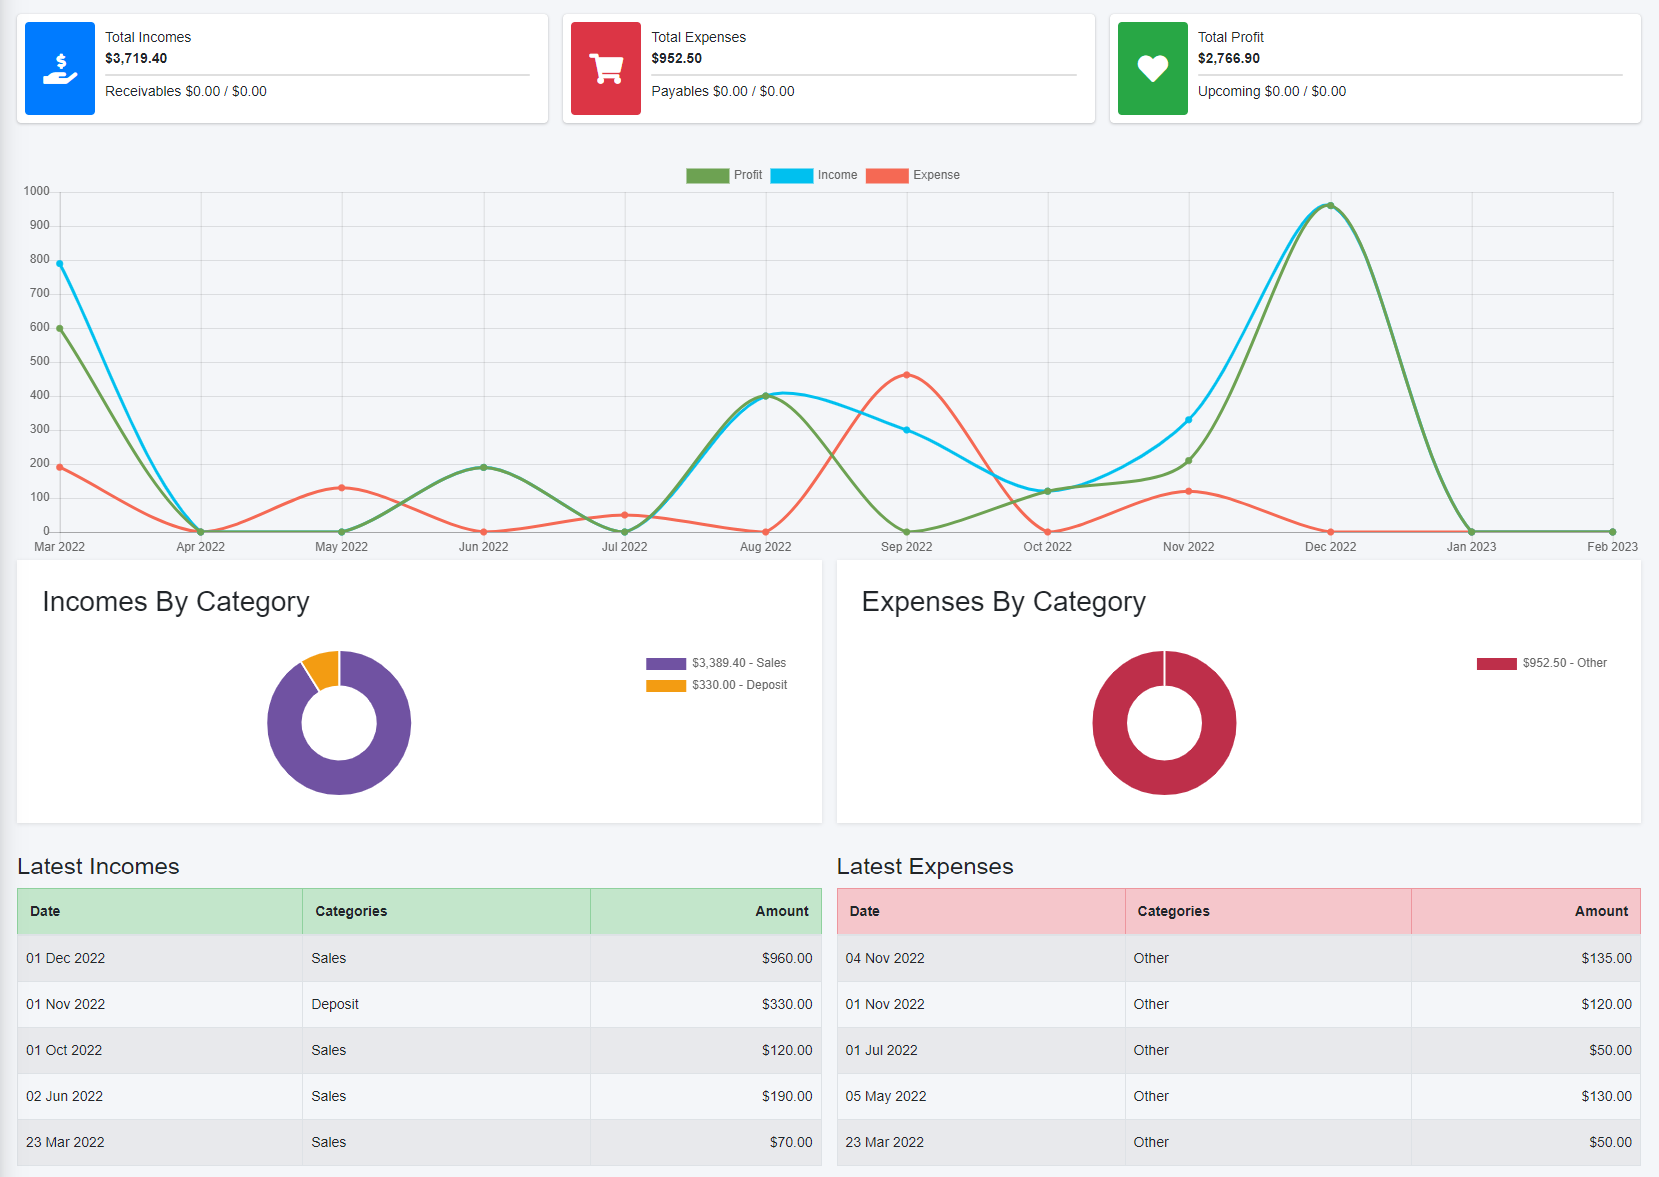 Total Incomes
$3,719.40
Receivables $0.00 / $0.00
Total Expenses
$952.50
Payables $0.00 / $0.00
Total Profit
$2,766.90
Upcoming $0.00 / $0.00
Profit Income Expense
1000
900
800
700
600
500
400
300
200
100
0
Mar 2022 Apr 2022 May 2022 Jun 2022 Jul 2022 Aug 2022 Sep 2022 Oct 2022 Nov 2022 Dec 2022 Jan 2023 Feb 2023
Incomes By Category
$3,389.40 - Sales
$330.00 - Deposit
Expenses By Category
$952.50 - Other
Latest Incomes
Date Categories Amount
01 Dec 2022 Sales $960.00
01 Nov 2022 Deposit $330.00
01 Oct 2022 Sales $120.00
02 Jun 2022 Sales $190.00
23 Mar 2022 Sales $70.00
Latest Expenses
Date Categories Amount
04 Nov 2022 Other $135.00
01 Nov 2022 Other $120.00
01 Jul 2022 Other $50.00
05 May 2022 Other $130.00
23 Mar 2022 Other $50.00